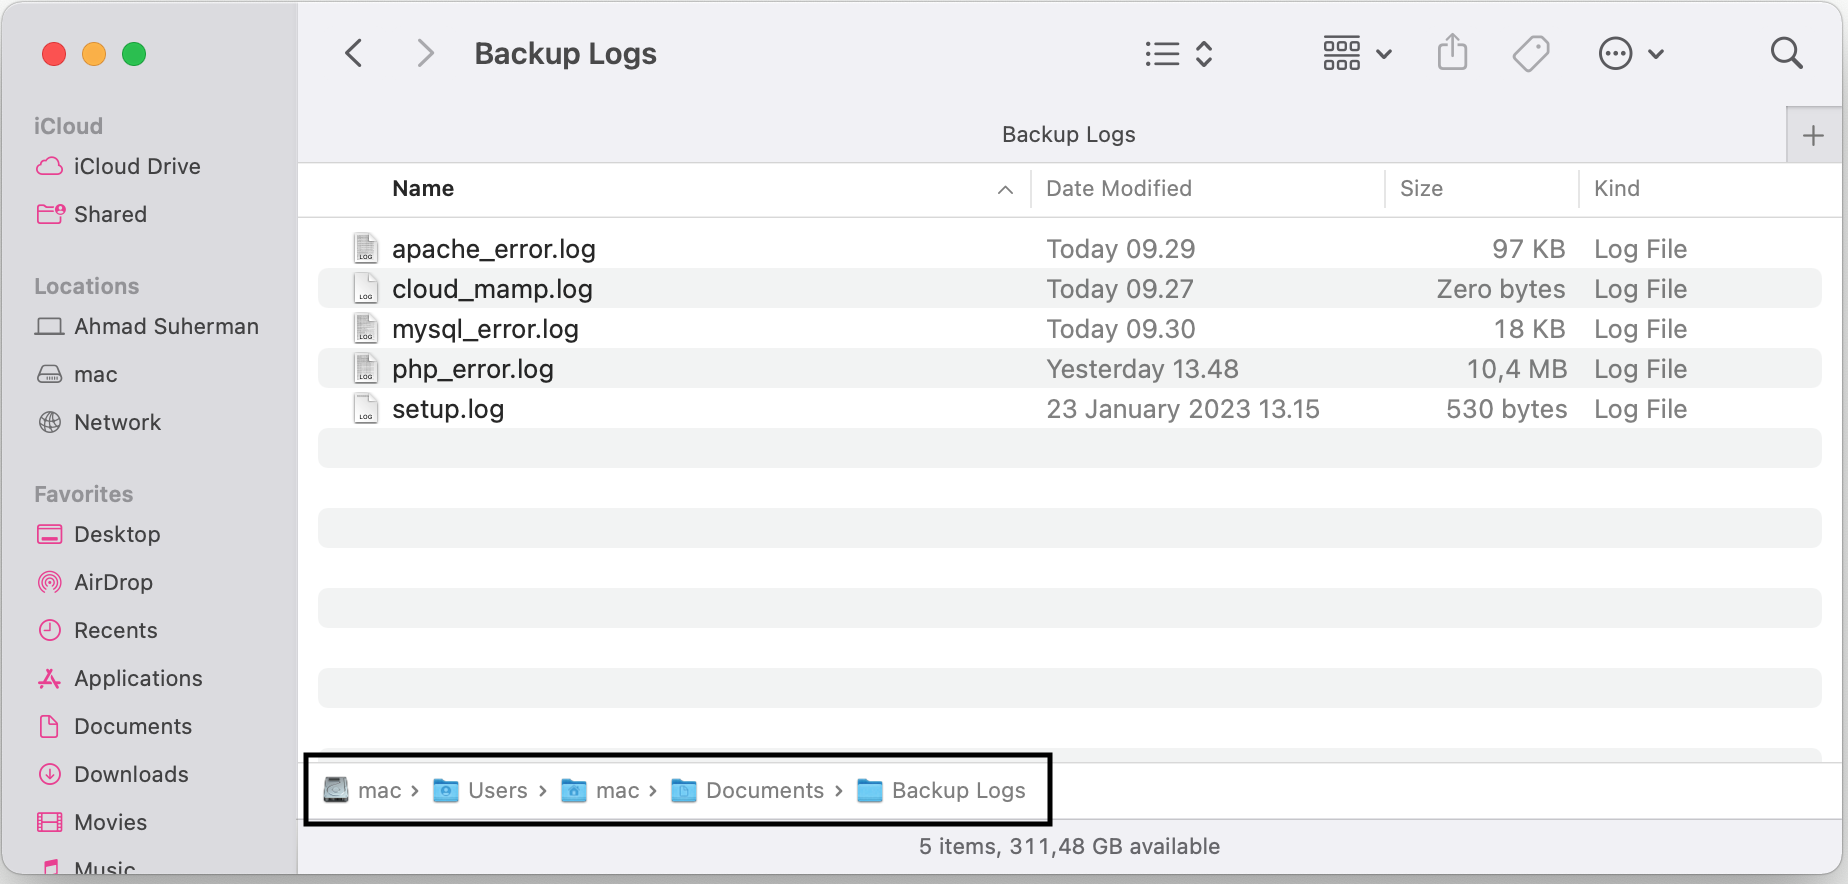 Backup Logs
Backup Logs
iCloud
iCloud Drive
Shared
Locations
Ahmad Suherman
mac
Network
Favorites
Desktop
AirDrop
Recents
Applications
Documents
Downloads
Movies
Music
Name Date Modified Size Kind
apache_error.log Today 09.29 97 KB Log File
cloud_mamp.log Today 09.27 Zero bytes Log File
mysql_error.log Today 09.30 18 KB Log File
php_error.log Yesterday 13.48 10,4 MB Log File
setup.log 23 January 2023 13.15 530 bytes Log File
mac › Users › mac › Documents › Backup Logs
5 items, 311,48 GB available